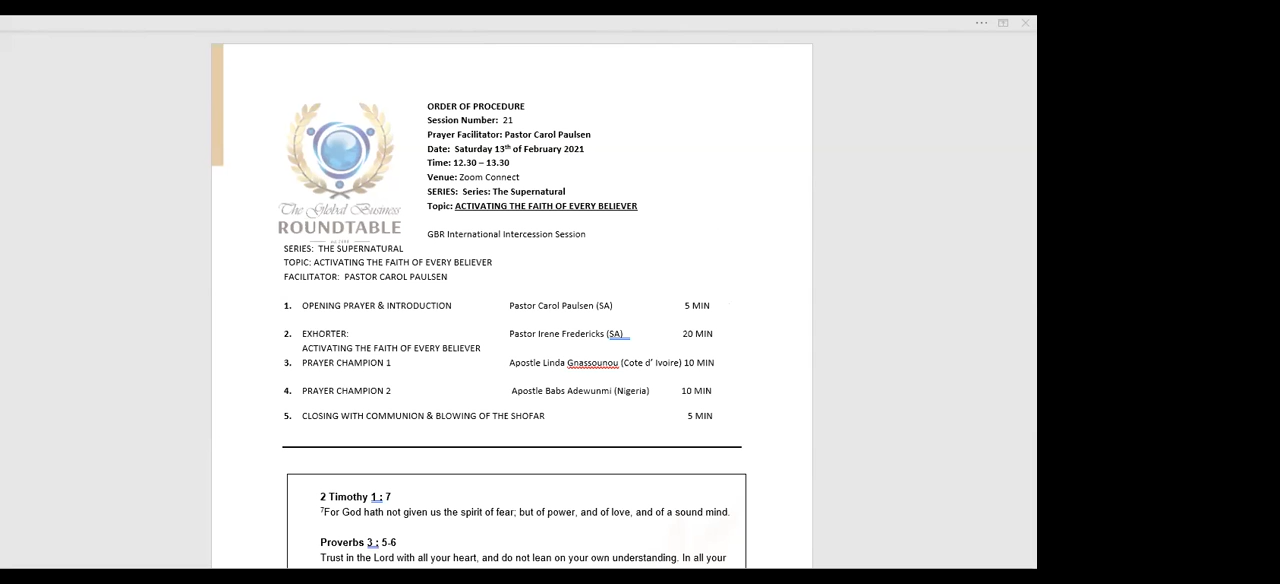 The Global Business
ROUNDTABLE
ORDER OF PROCEDURE
Session Number: 21
Prayer Facilitator: Pastor Carol Paulsen
Date: Saturday 13th of February 2021
Time: 12.30 – 13.30
Venue: Zoom Connect
SERIES: Series: The Supernatural
Topic: ACTIVATING THE FAITH OF EVERY BELIEVER
GBR International Intercession Session
SERIES: THE SUPERNATURAL
TOPIC: ACTIVATING THE FAITH OF EVERY BELIEVER
FACILITATOR: PASTOR CAROL PAULSEN
1. OPENING PRAYER & INTRODUCTION Pastor Carol Paulsen (SA) 5 MIN
2. EXHORTER: Pastor Irene Fredericks (SA) 20 MIN
ACTIVATING THE FAITH OF EVERY BELIEVER
3. PRAYER CHAMPION 1 Apostle Linda Gnassounou (Cote d’ Ivoire) 10 MIN
4. PRAYER CHAMPION 2 Apostle Babs Adewunmi (Nigeria) 10 MIN
5. CLOSING WITH COMMUNION & BLOWING OF THE SHOFAR 5 MIN
2 Timothy 1 : 7
7For God hath not given us the spirit of fear; but of power, and of love, and of a sound mind.
Proverbs 3 : 5-6
Trust in the Lord with all your heart, and do not lean on your own understanding. In all your